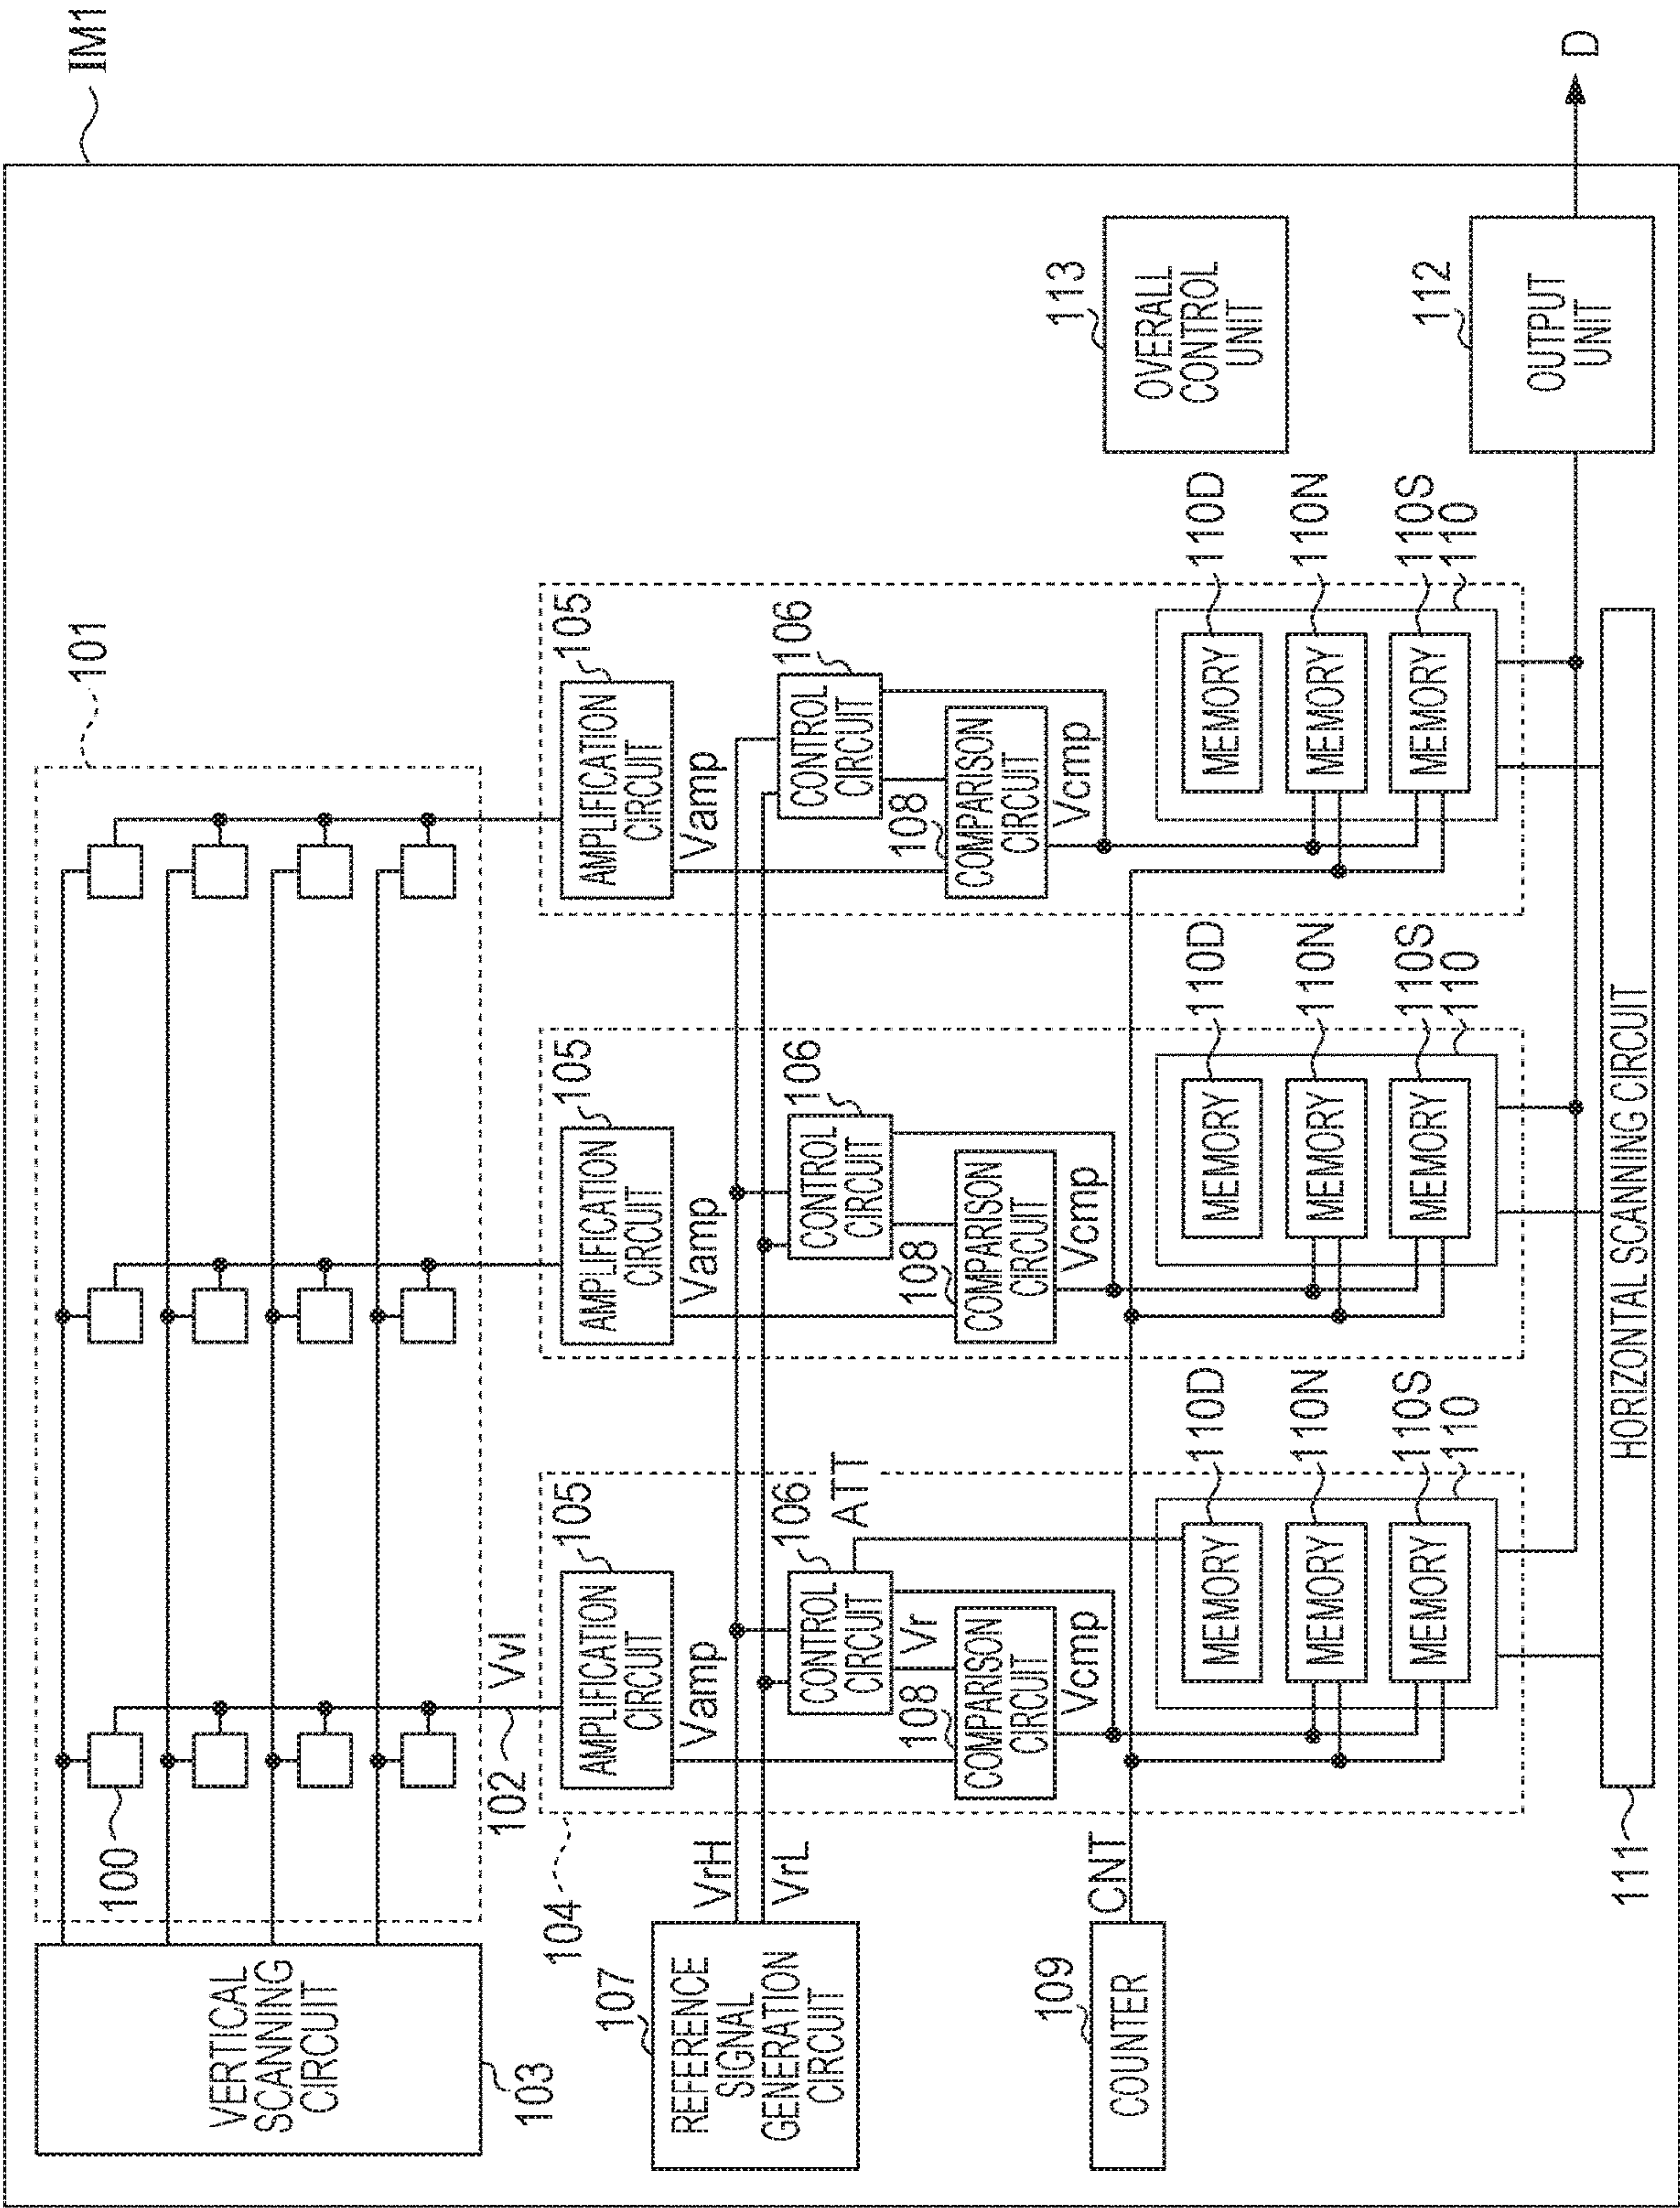 IM1
101
VERTICAL
SCANNING
CIRCUIT
103
100
102
Vvl
104
105
AMPLIFICATION
CIRCUIT
Vamp
105
AMPLIFICATION
CIRCUIT
Vamp
105
AMPLIFICATION
CIRCUIT
Vamp
107
REFERENCE
SIGNAL
GENERATION
CIRCUIT
VrH
VrL
106
CONTROL
CIRCUIT
ATT
Vr
106
CONTROL
CIRCUIT
106
CONTROL
CIRCUIT
108
COMPARISON
CIRCUIT
Vcmp
108
COMPARISON
CIRCUIT
Vcmp
108
COMPARISON
CIRCUIT
Vcmp
109
COUNTER
CNT
110D
MEMORY
110N
MEMORY
110S
110
MEMORY
110D
MEMORY
110N
MEMORY
110S
110
MEMORY
110D
MEMORY
110N
MEMORY
110S
110
MEMORY
113
OVERALL
CONTROL
UNIT
112
OUTPUT
UNIT
D
111
HORIZONTAL SCANNING CIRCUIT